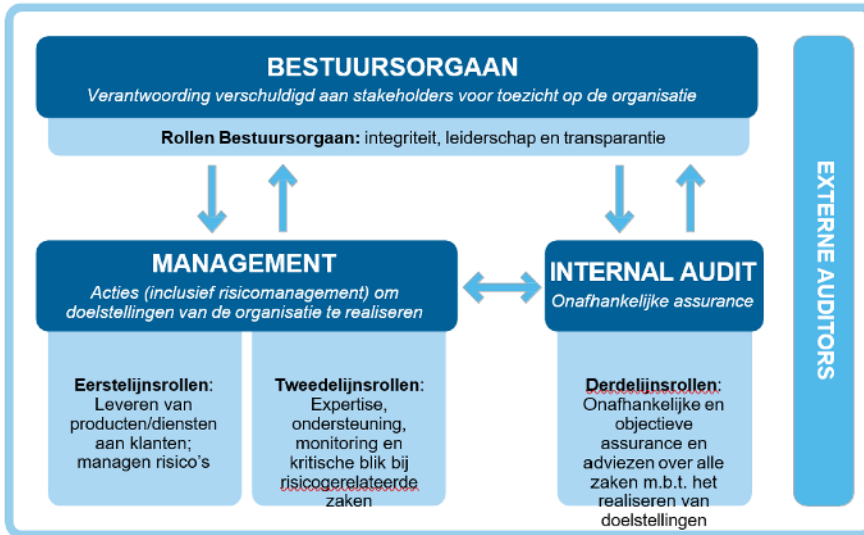 BESTUURSORGAAN
Verantwoording verschuldigd aan stakeholders voor toezicht op de organisatie
Rollen Bestuursorgaan: integriteit, leiderschap en transparantie
MANAGEMENT
Acties (inclusief risicomanagement) om
doelstellingen van de organisatie te realiseren
Eerstelijnsrollen:
Leveren van
producten/diensten
aan klanten;
managen risico's
Tweedelijnsrollen:
Expertise,
ondersteuning,
monitoring en
kritische blik bij
risicogerelateerde
zaken
INTERNAL AUDIT
Onafhankelijke assurance
Derdelijnsrollen:
Onafhankelijke en
objectieve
assurance en
adviezen over alle
zaken m.b.t. het
realiseren van
doelstellingen
EXTERNE AUDITORS